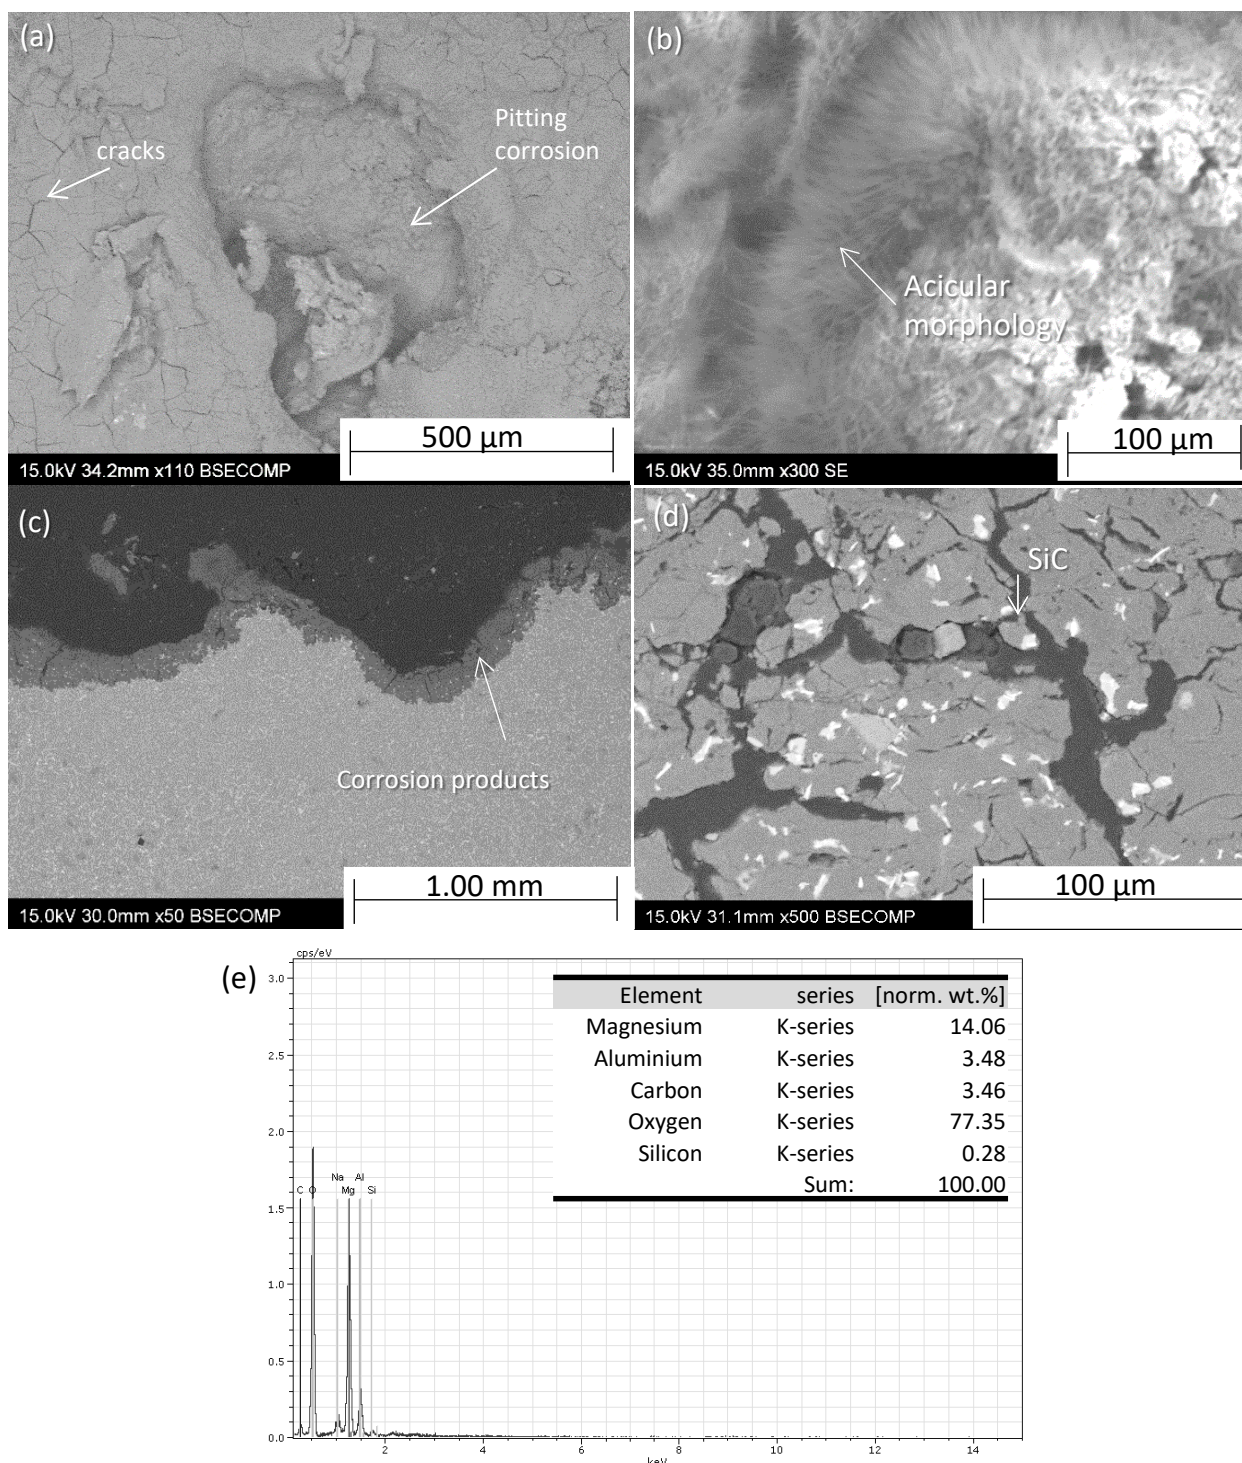 (a)
cracks
Pitting
corrosion
500 µm
15.0kV 34.2mm x110 BSECOMP
(b)
Acicular
morphology
100 µm
15.0kV 35.0mm x300 SE
(c)
Corrosion products
1.00 mm
15.0kV 30.0mm x50 BSECOMP
(d)
SiC
100 µm
15.0kV 31.1mm x500 BSECOMP
(e)
cps/eV
3.0
2.5
2.0
1.5
1.0
0.5
0.0
Na Al
C O Mg Si
2 4 6 8 10 12 14
keV
Element series [norm. wt.%]
Magnesium K-series 14.06
Aluminium K-series 3.48
Carbon K-series 3.46
Oxygen K-series 77.35
Silicon K-series 0.28
Sum: 100.00